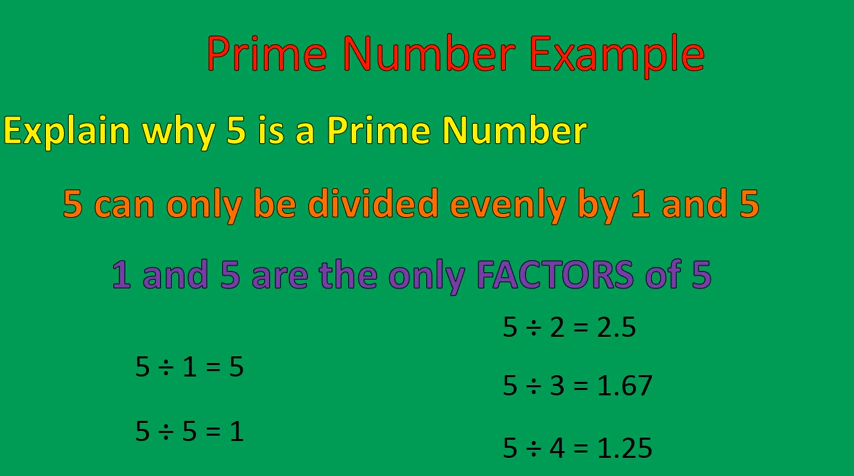 Prime Number Example
Explain why 5 is a Prime Number
5 can only be divided evenly by 1 and 5
1 and 5 are the only FACTORS of 5
5 ÷ 1 = 5
5 ÷ 5 = 1
5 ÷ 2 = 2.5
5 ÷ 3 = 1.67
5 ÷ 4 = 1.25